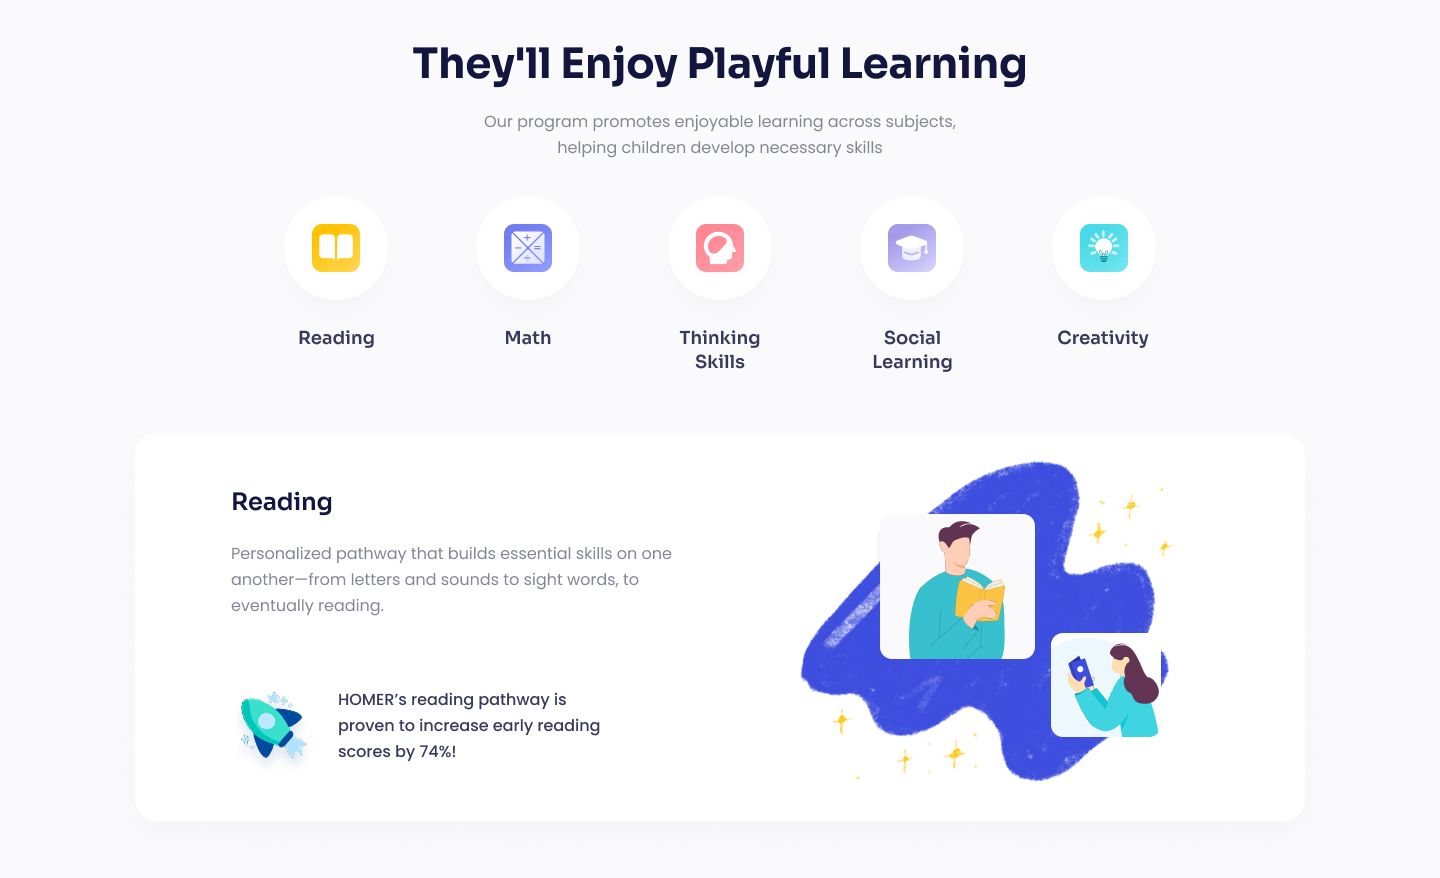 They'll Enjoy Playful Learning
Our program promotes enjoyable learning across subjects,
helping children develop necessary skills
Reading
Math
Thinking
Skills
Social
Learning
Creativity
Reading
Personalized pathway that builds essential skills on one
another—from letters and sounds to sight words, to
eventually reading.
HOMER’s reading pathway is
proven to increase early reading
scores by 74%!